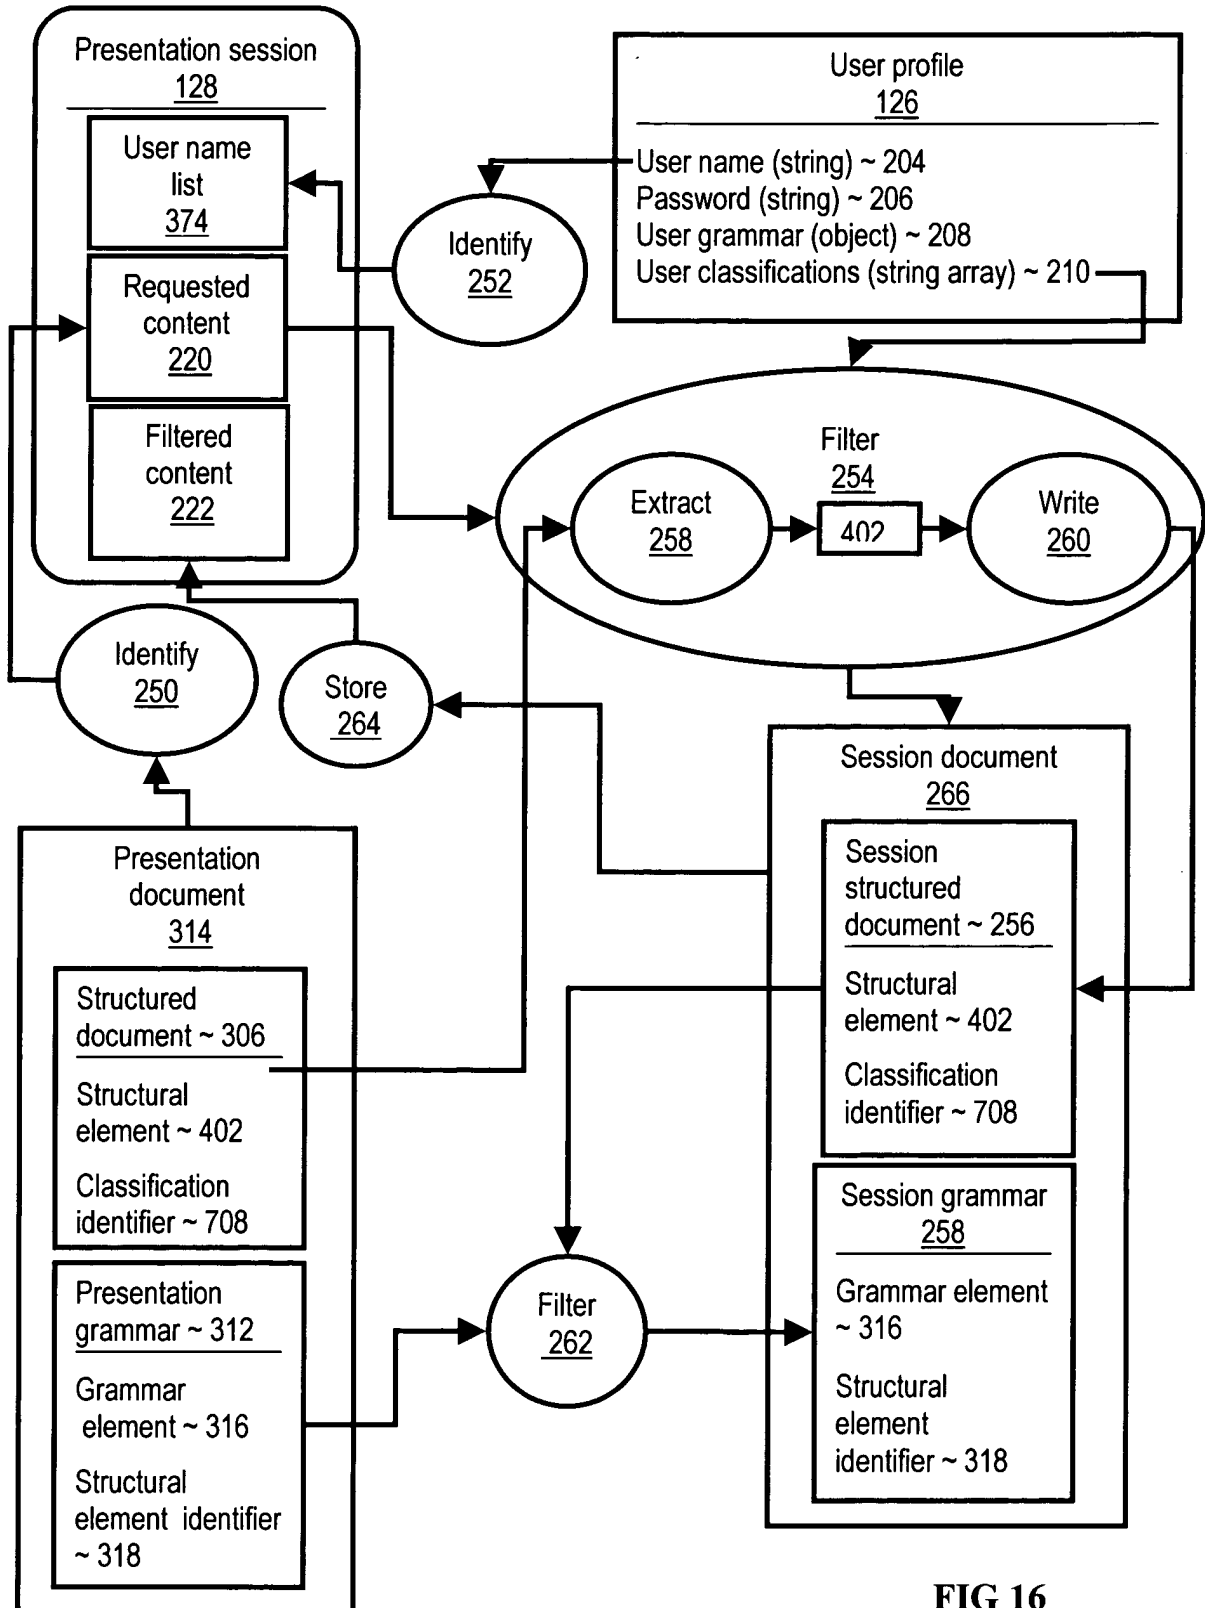 Presentation session
128
User name
list
374
Requested
content
220
Filtered
content
222
User profile
126
User name (string) ~ 204
Password (string) ~ 206
User grammar (object) ~ 208
User classifications (string array) ~ 210
Identify
252
Filter
254
Extract
258
402
Write
260
Identify
250
Store
264
Session document
266
Session
structured
document ~ 256
Structural
element ~ 402
Classification
identifier ~ 708
Session grammar
258
Grammar element
~ 316
Structural
element
identifier ~ 318
Presentation
document
314
Structured
document ~ 306
Structural
element ~ 402
Classification
identifier ~ 708
Presentation
grammar ~ 312
Grammar
element ~ 316
Structural
element identifier
~ 318
Filter
262
FIG 16